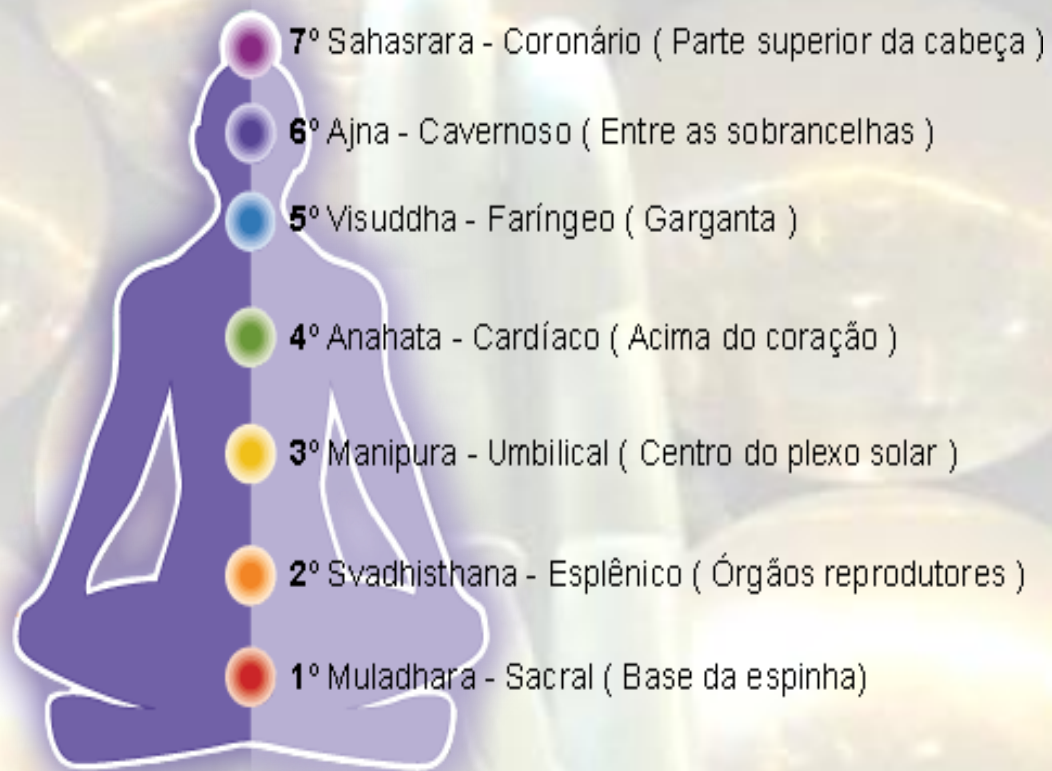 7º Sahasrara - Coronário ( Parte superior da cabeça )
6º Ajna - Cavernoso ( Entre as sobrancelhas )
5º Visuddha - Faríngeo ( Garganta )
4º Anahata - Cardíaco ( Acima do coração )
3º Manipura - Umbilical ( Centro do plexo solar )
2º Svadhisthana - Esplênico ( Órgãos reprodutores )
1º Muladhara - Sacral ( Base da espinha)